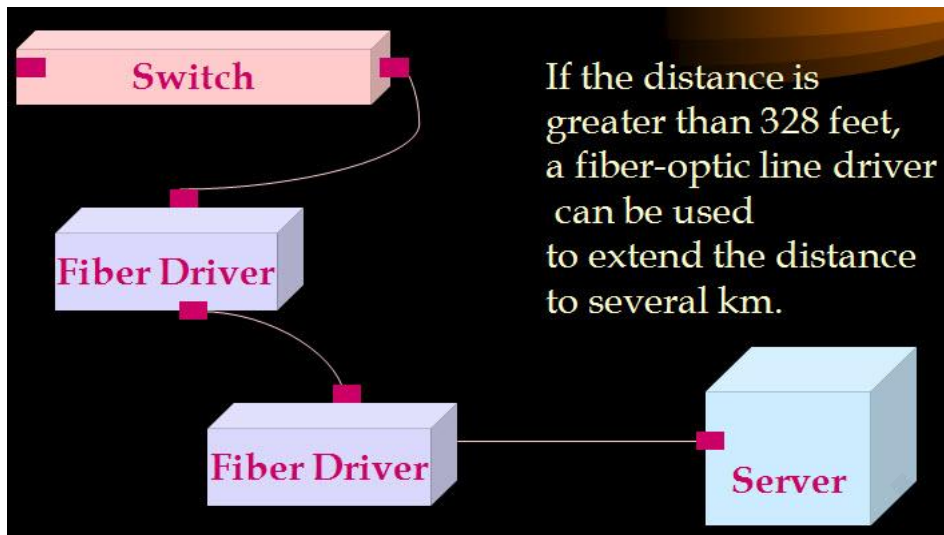 Switch
If the distance is
greater than 328 feet,
a fiber-optic line driver
can be used
to extend the distance
to several km.
Fiber Driver
Fiber Driver
Server